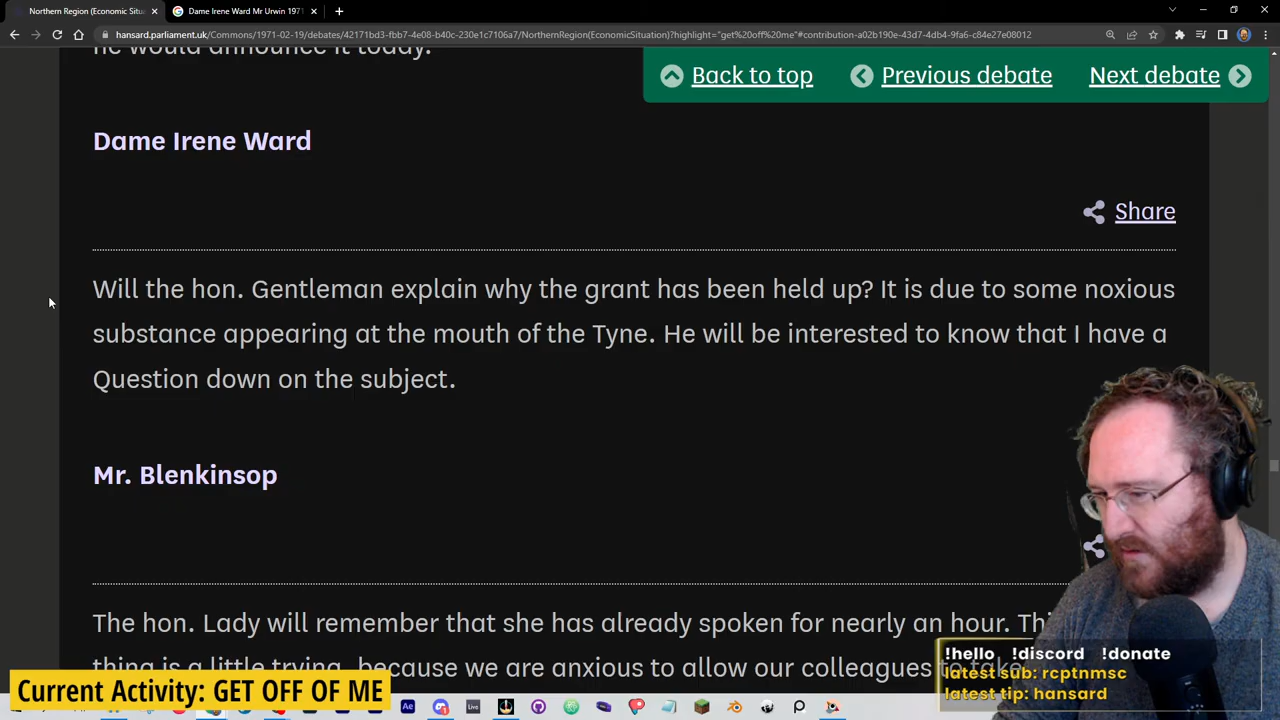 Northern Region (Economic Situ
Dame Irene Ward Mr Urwin 1971
hansard.parliament.uk/Commons/1971-02-19/debates/42171bd3-fbb7-4e08-b40c-230e1c7106a7/NorthernRegion(EconomicSituation)?highlight="get%20off%20me"#contribution-a02b190e-43d7-4db4-9fa6-c84e27e08012
he would announce it today.
Back to top Previous debate Next debate
Dame Irene Ward
Share
Will the hon. Gentleman explain why the grant has been held up? It is due to some noxious
substance appearing at the mouth of the Tyne. He will be interested to know that I have a
Question down on the subject.
Mr. Blenkinsop
The hon. Lady will remember that she has already spoken for nearly an hour.
thing is a little trying, because we are anxious to allow our colleagues to take
!hello !discord !donate
latest sub: rcptnmsc
latest tip: hansard
Current Activity: GET OFF OF ME